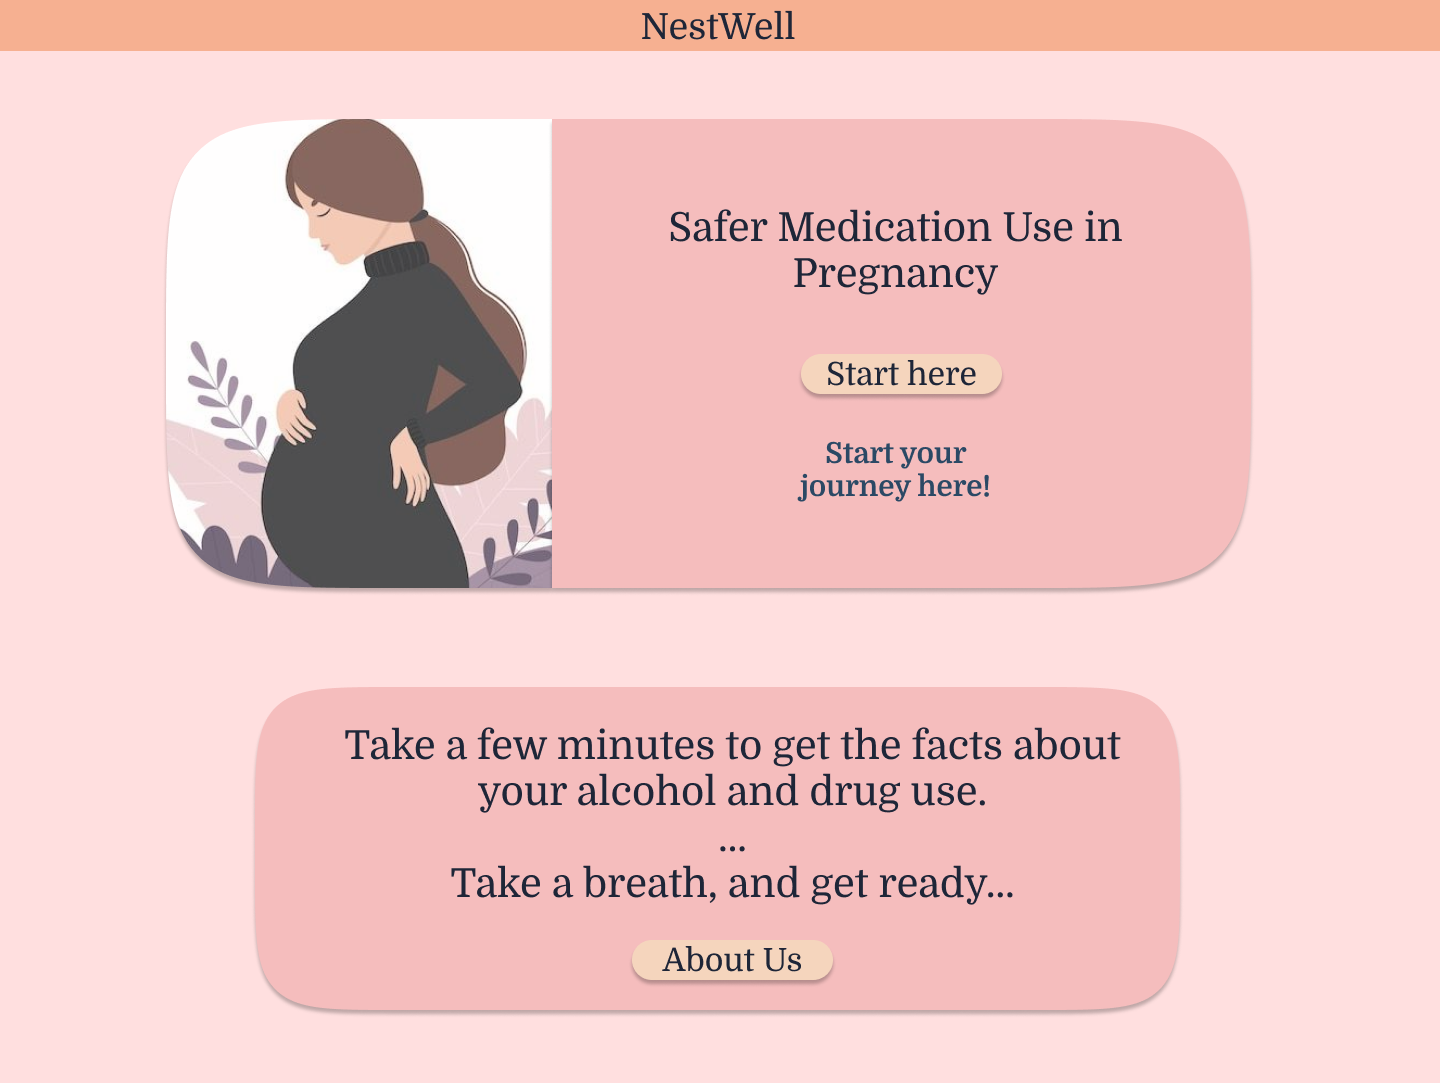 NestWell
Safer Medication Use in
Pregnancy
Start here
Start your
journey here!
Take a few minutes to get the facts about
your alcohol and drug use.
...
Take a breath, and get ready...
About Us